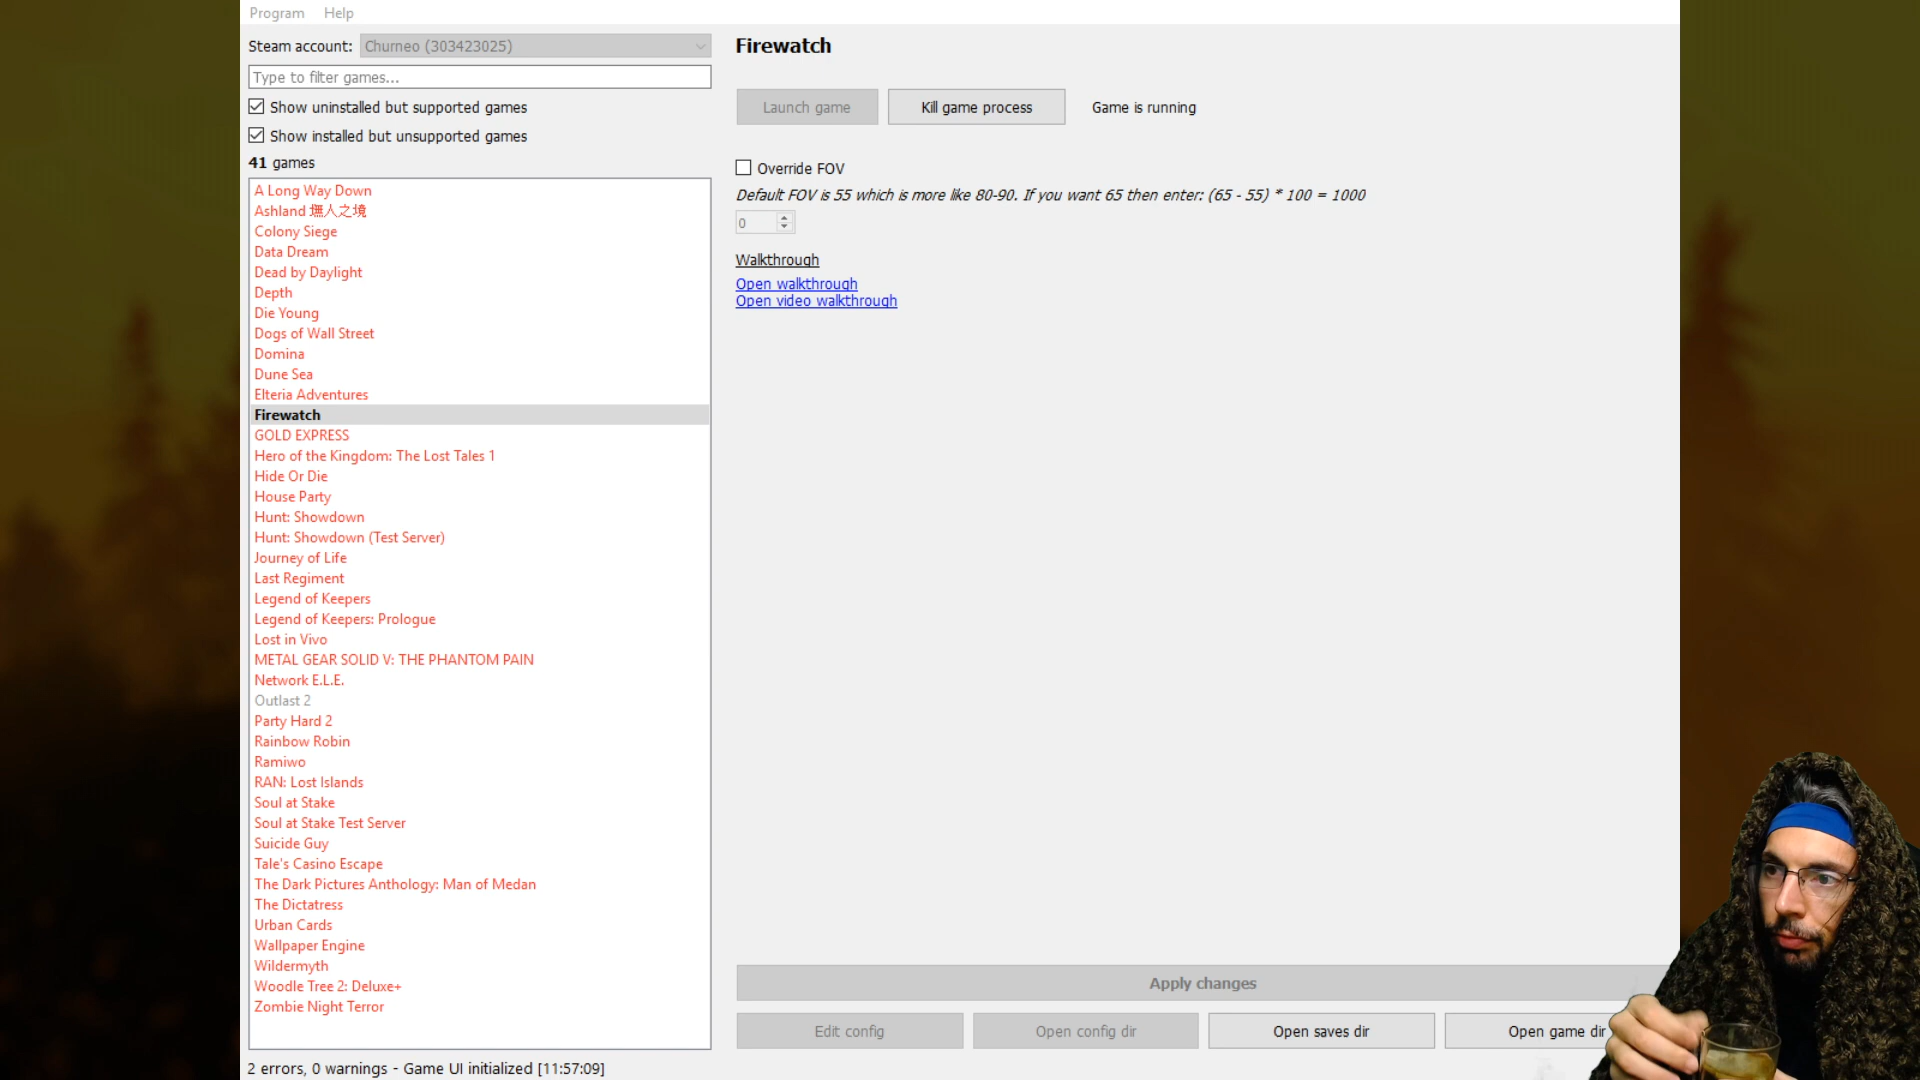 Program Help
Steam account: Churneo (303423025)
Type to filter games...
Show uninstalled but supported games
Show installed but unsupported games
41 games
A Long Way Down
Ashland 撫人之境
Colony Siege
Data Dream
Dead by Daylight
Depth
Die Young
Dogs of Wall Street
Domina
Dune Sea
Elteria Adventures
Firewatch
GOLD EXPRESS
Hero of the Kingdom: The Lost Tales 1
Hide Or Die
House Party
Hunt: Showdown
Hunt: Showdown (Test Server)
Journey of Life
Last Regiment
Legend of Keepers
Legend of Keepers: Prologue
Lost in Vivo
METAL GEAR SOLID V: THE PHANTOM PAIN
Network E.L.E.
Outlast 2
Party Hard 2
Rainbow Robin
Ramiwo
RAN: Lost Islands
Soul at Stake
Soul at Stake Test Server
Suicide Guy
Tale's Casino Escape
The Dark Pictures Anthology: Man of Medan
The Dictatress
Urban Cards
Wallpaper Engine
Wildermyth
Woodle Tree 2: Deluxe+
Zombie Night Terror
2 errors, 0 warnings - Game UI initialized [11:57:09]
Firewatch
Launch game Kill game process Game is running
Override FOV
Default FOV is 55 which is more like 80-90. If you want 65 then enter: (65 - 55) * 100 = 1000
0
Walkthrough
Open walkthrough
Open video walkthrough
Apply changes
Edit config Open config dir Open saves dir Open game dir